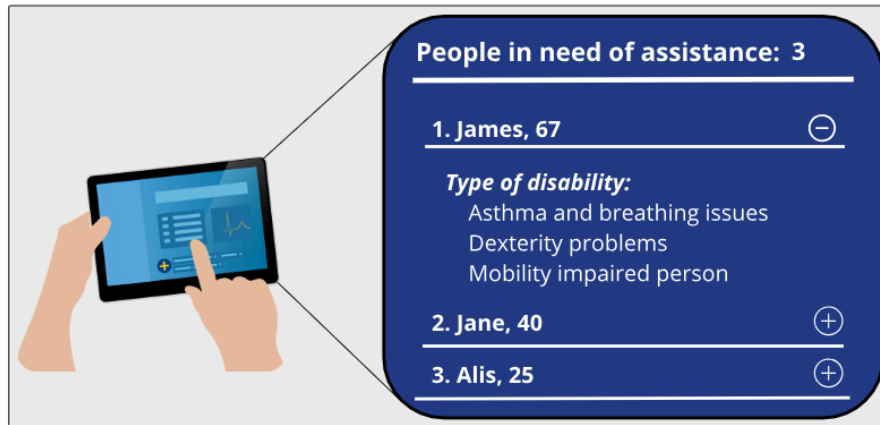 People in need of assistance: 3
1. James, 67
Type of disability:
Asthma and breathing issues
Dexterity problems
Mobility impaired person
2. Jane, 40
3. Alis, 25